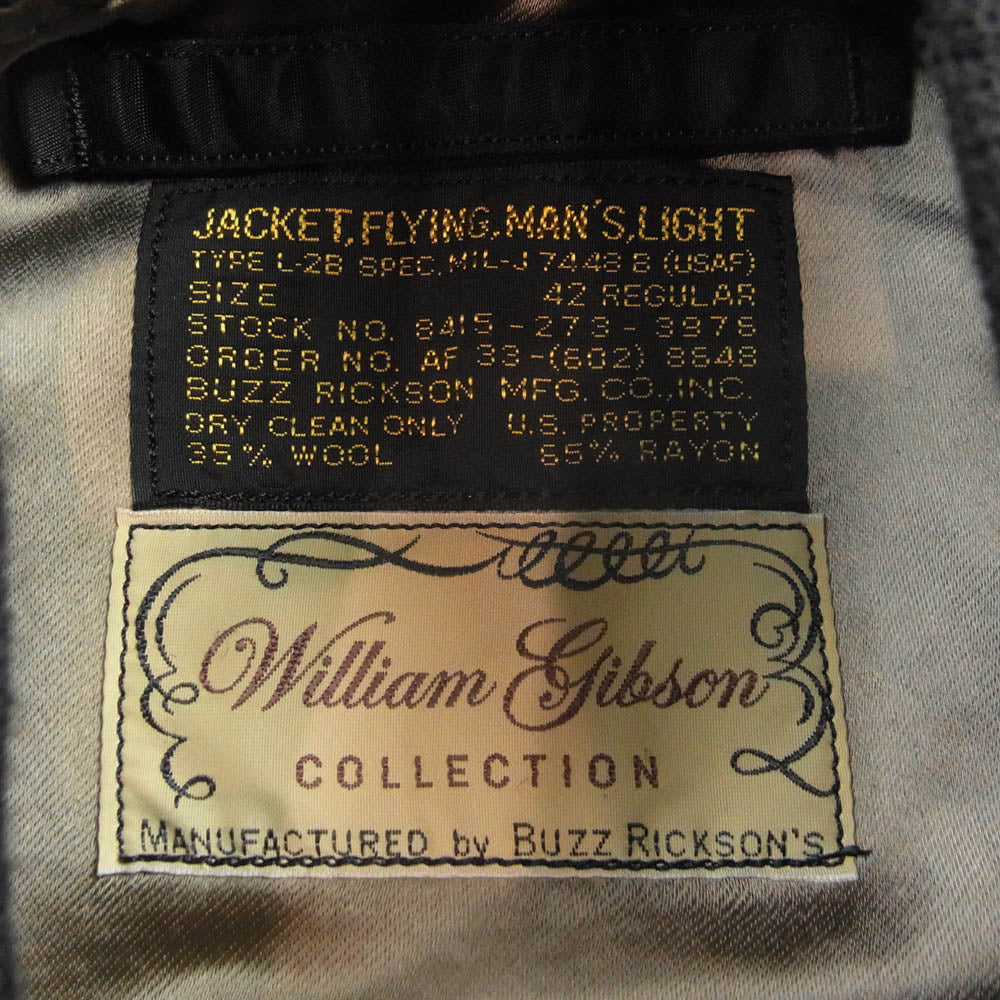 JACKET, FLYING, MAN'S, LIGHT
TYPE L-2B SPEC. MIL-J 7448 B (USAF)
SIZE 42 REGULAR
STOCK NO. 8415-273-3976
ORDER NO. AF 33-(602) 8648
BUZZ RICKSON MFG. CO., INC.
DRY CLEAN ONLY U.S. PROPERTY
35% WOOL 65% RAYON
William Gibson
COLLECTION
MANUFACTURED by BUZZ RICKSON'S